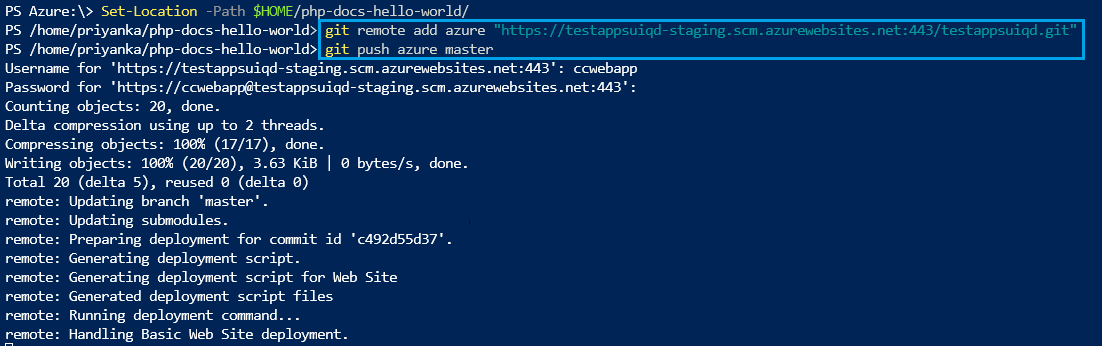 PS Azure:\> Set-Location -Path $HOME/php-docs-hello-world/
PS /home/priyanka/php-docs-hello-world> git remote add azure "https://testappsuiqd-staging.scm.azurewebsites.net:443/testappsuiqd.git"
PS /home/priyanka/php-docs-hello-world> git push azure master
Username for 'https://testappsuiqd-staging.scm.azurewebsites.net:443': ccwebapp
Password for 'https://ccwebapp@testappsuiqd-staging.scm.azurewebsites.net:443':
Counting objects: 20, done.
Delta compression using up to 2 threads.
Compressing objects: 100% (17/17), done.
Writing objects: 100% (20/20), 3.63 KiB | 0 bytes/s, done.
Total 20 (delta 5), reused 0 (delta 0)
remote: Updating branch 'master'.
remote: Updating submodules.
remote: Preparing deployment for commit id 'c492d55d37'.
remote: Generating deployment script.
remote: Generating deployment script for Web Site
remote: Generated deployment script files
remote: Running deployment command...
remote: Handling Basic Web Site deployment.